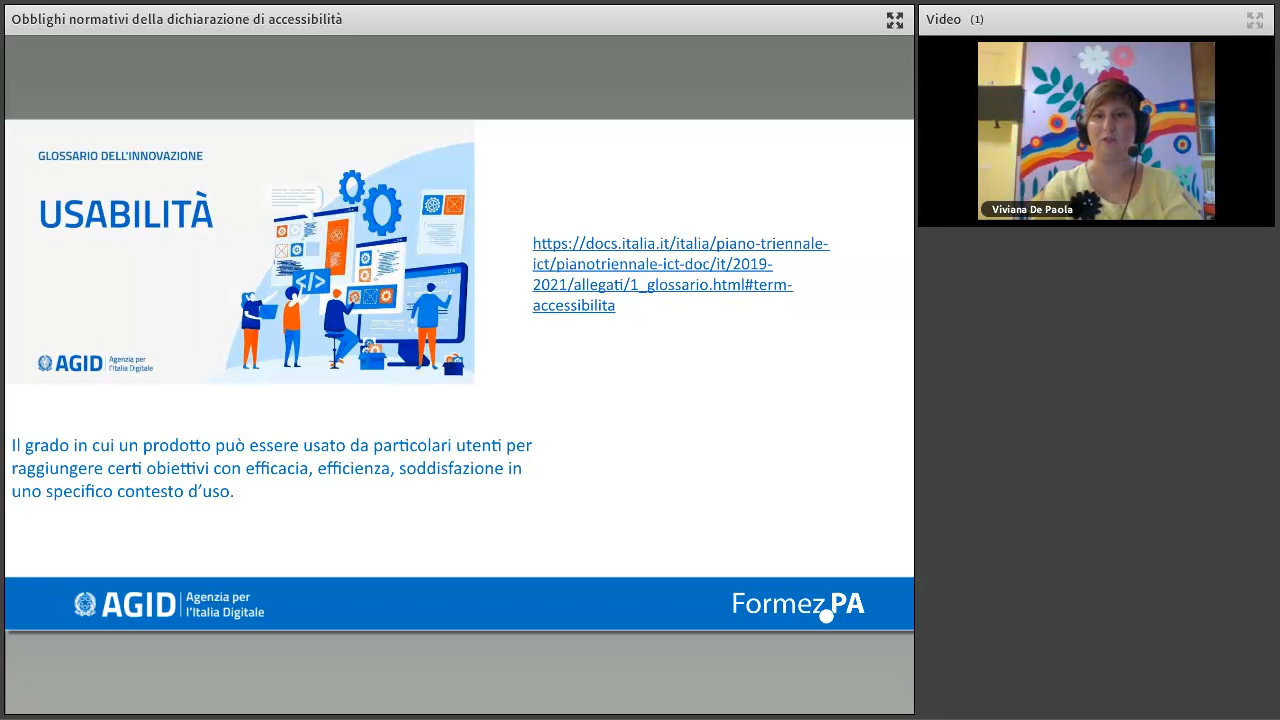 Obblighi normativi della dichiarazione di accessibilità
Video (1)
GLOSSARIO DELL'INNOVAZIONE
USABILITÀ
</>
AGID
Agenzia per
l'Italia Digitale
https://docs.italia.it/italia/piano-triennale-
ict/pianotriennale-ict-doc/it/2019-
2021/allegati/1_glossario.html#term-
accessibilita
Viviana De Paola
Il grado in cui un prodotto può essere usato da particolari utenti per
raggiungere certi obiettivi con efficacia, efficienza, soddisfazione in
uno specifico contesto d’uso.
AGID
Agenzia per
l'Italia Digitale
Formez.PA